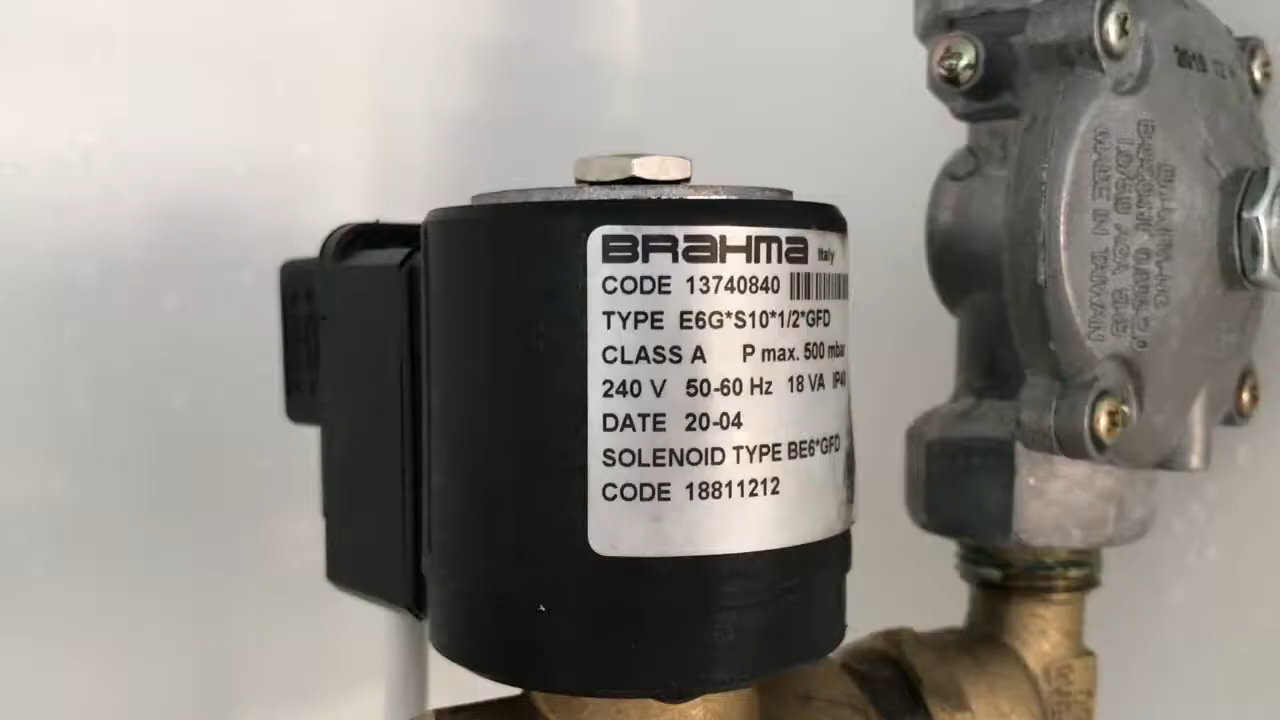 BRAHMA Italy
CODE 13740840
TYPE E6G*S10*1/2*GFD
CLASS A P max. 500 mbar
240 V 50-60 Hz 18 VA IP40
DATE 20-04
SOLENOID TYPE BE6*GFD
CODE 18811212
MADE IN TAIWAN